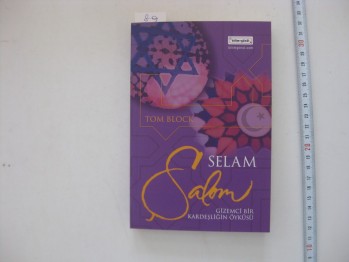 TOM BLOCK
SELAM
Şalom
GİZEMCİ BİR
KARDEŞLİĞİN ÖYKÜSÜ